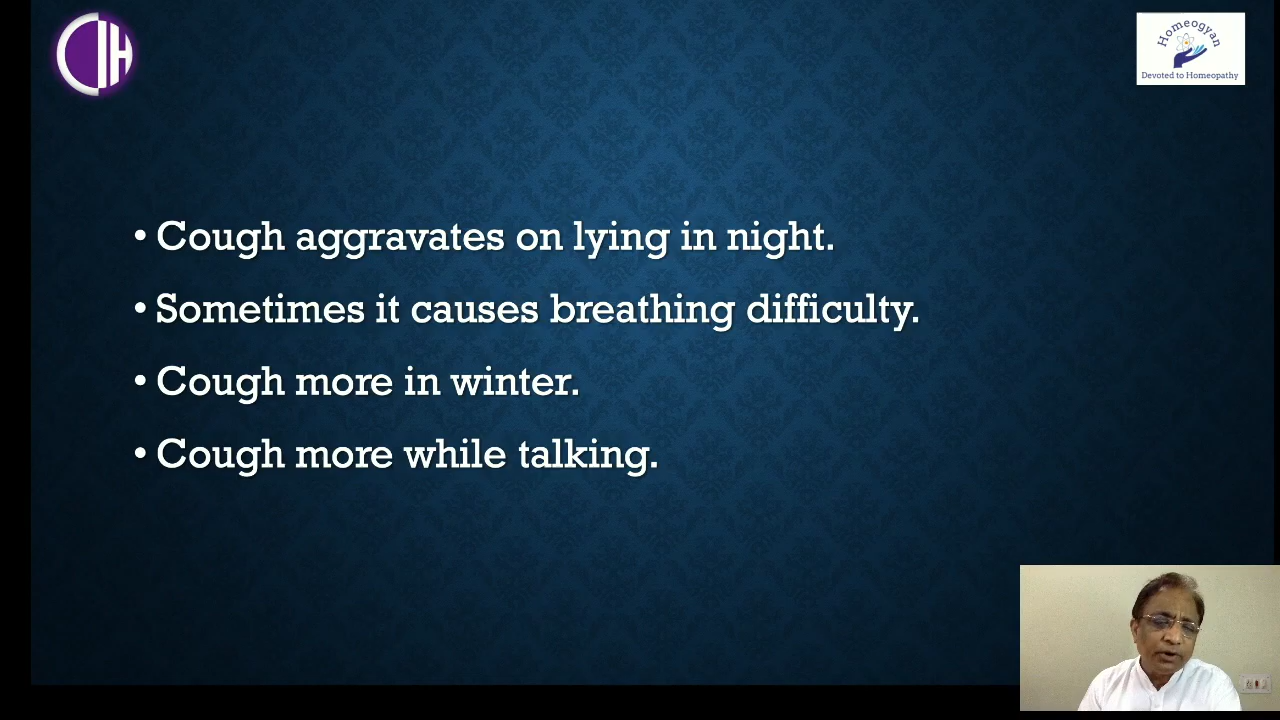 CIH
Homeogyan
Devoted to Homeopathy
• Cough aggravates on lying in night.
• Sometimes it causes breathing difficulty.
• Cough more in winter.
• Cough more while talking.